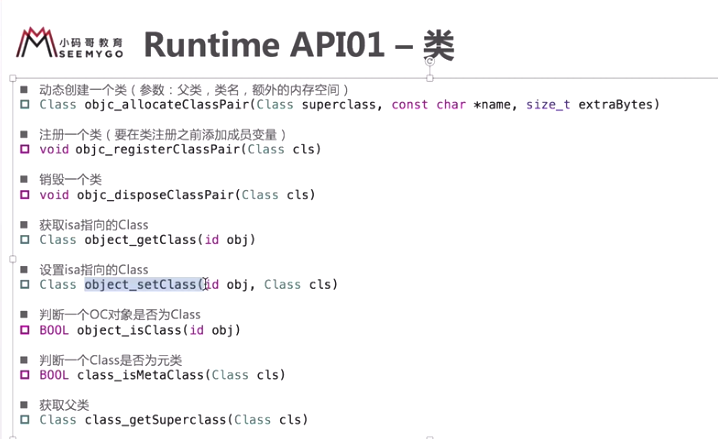 小码哥教育
SEEMYGO
Runtime API01 – 类
动态创建一个类（参数：父类，类名，额外的内存空间）
Class objc_allocateClassPair(Class superclass, const char *name, size_t extraBytes)
注册一个类（要在类注册之前添加成员变量）
void objc_registerClassPair(Class cls)
销毁一个类
void objc_disposeClassPair(Class cls)
获取isa指向的Class
Class object_getClass(id obj)
设置isa指向的Class
Class object_setClass(id obj, Class cls)
判断一个OC对象是否为Class
BOOL object_isClass(id obj)
判断一个Class是否为元类
BOOL class_isMetaClass(Class cls)
获取父类
Class class_getSuperclass(Class cls)